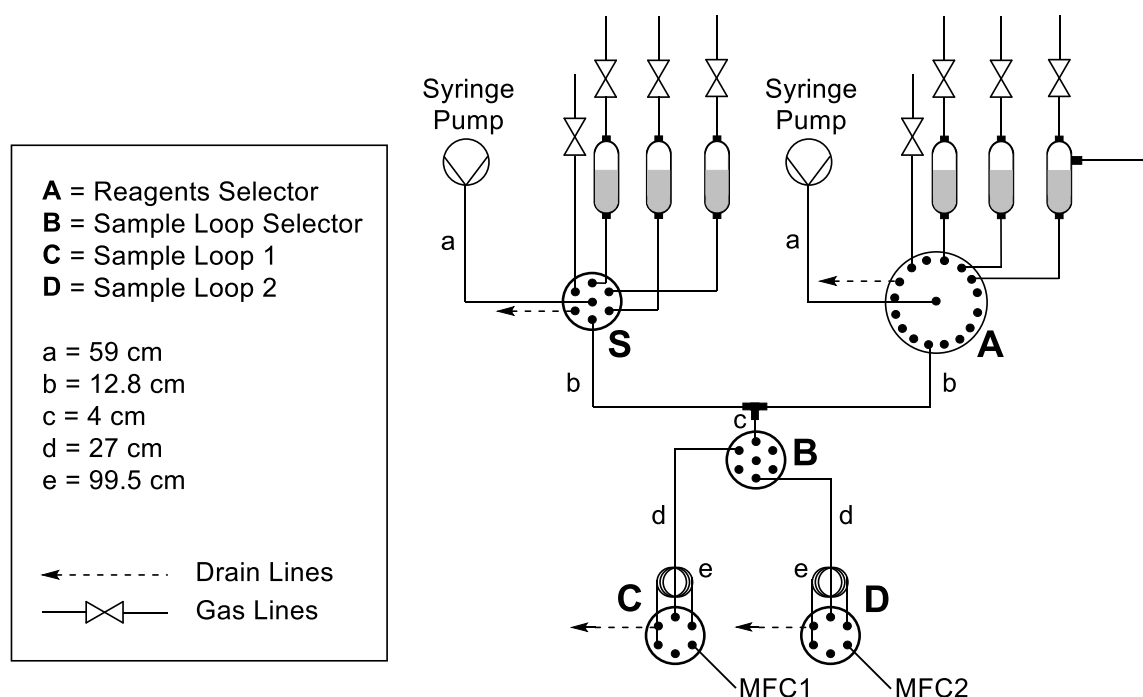 A = Reagents Selector
B = Sample Loop Selector
C = Sample Loop 1
D = Sample Loop 2
a = 59 cm
b = 12.8 cm
c = 4 cm
d = 27 cm
e = 99.5 cm
Drain Lines
Gas Lines
Syringe
Pump
a
S
b
Syringe
Pump
a
A
b
c
B
d
d
e
e
C
D
MFC1
MFC2